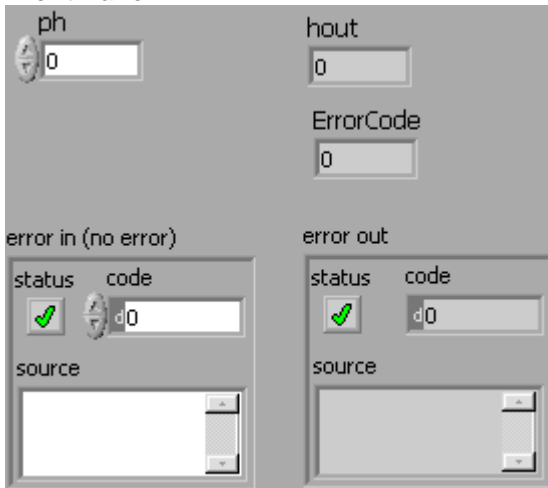 ph
0
hout
0
ErrorCode
0
error in (no error)
status code
d0
source
error out
status code
d0
source